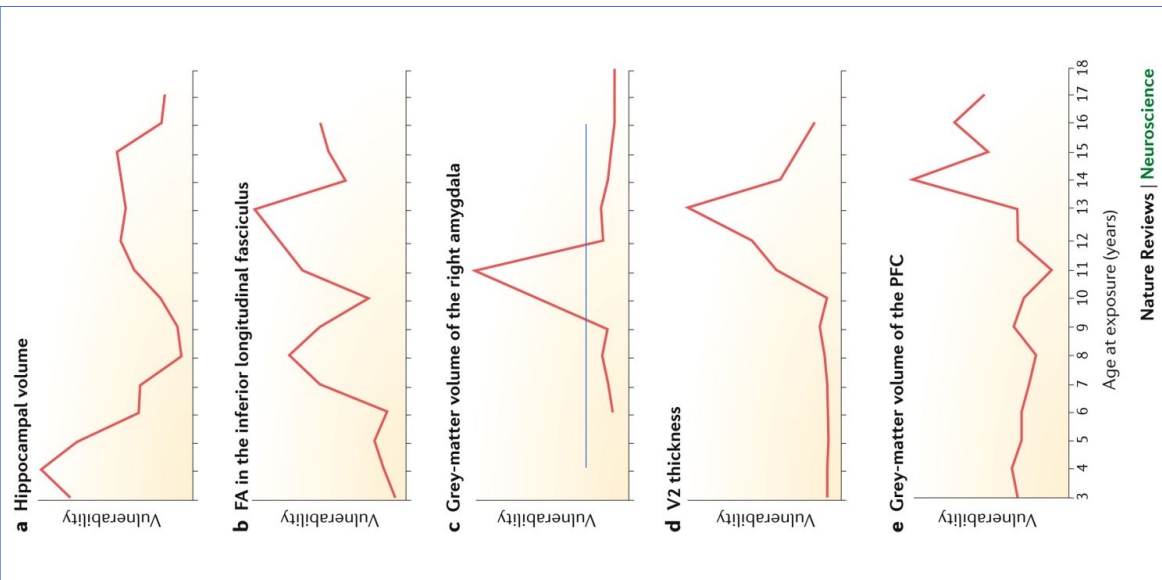 a Hippocampal volume
Vulnerability
b FA in the inferior longitudinal fasciculus
Vulnerability
c Grey-matter volume of the right amygdala
Vulnerability
d V2 thickness
Vulnerability
e Grey-matter volume of the PFC
Vulnerability
3 4 5 6 7 8 9 10 11 12 13 14 15 16 17 18
Age at exposure (years)
Nature Reviews | Neuroscience